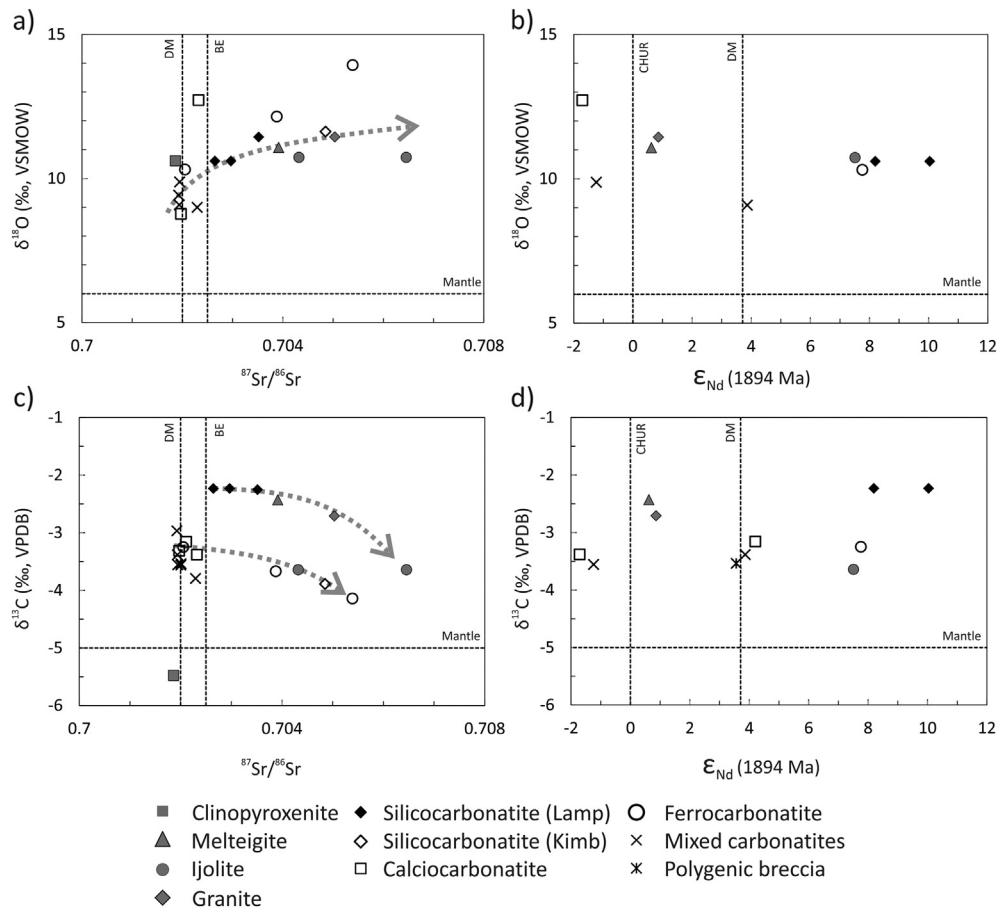 a)
15
10
5
δ¹⁸O (‰, VSMOW)
DM
BE
Mantle
0.7
0.704
0.708
⁸⁷Sr/⁸⁶Sr
b)
15
10
5
δ¹⁸O (‰, VSMOW)
CHUR
DM
Mantle
-2 0 2 4 6 8 10 12
εNd (1894 Ma)
c)
-1
-2
-3
-4
-5
-6
δ¹³C (‰, VPDB)
DM
BE
Mantle
0.7
0.704
0.708
⁸⁷Sr/⁸⁶Sr
d)
-1
-2
-3
-4
-5
-6
δ¹³C (‰, VPDB)
CHUR
DM
Mantle
-2 0 2 4 6 8 10 12
εNd (1894 Ma)
Clinopyroxenite
Melteigite
Ijolite
Granite
Silicocarbonatite (Lamp)
Silicocarbonatite (Kimb)
Calciocarbonatite
Ferrocarbonatite
Mixed carbonatites
Polygenic breccia